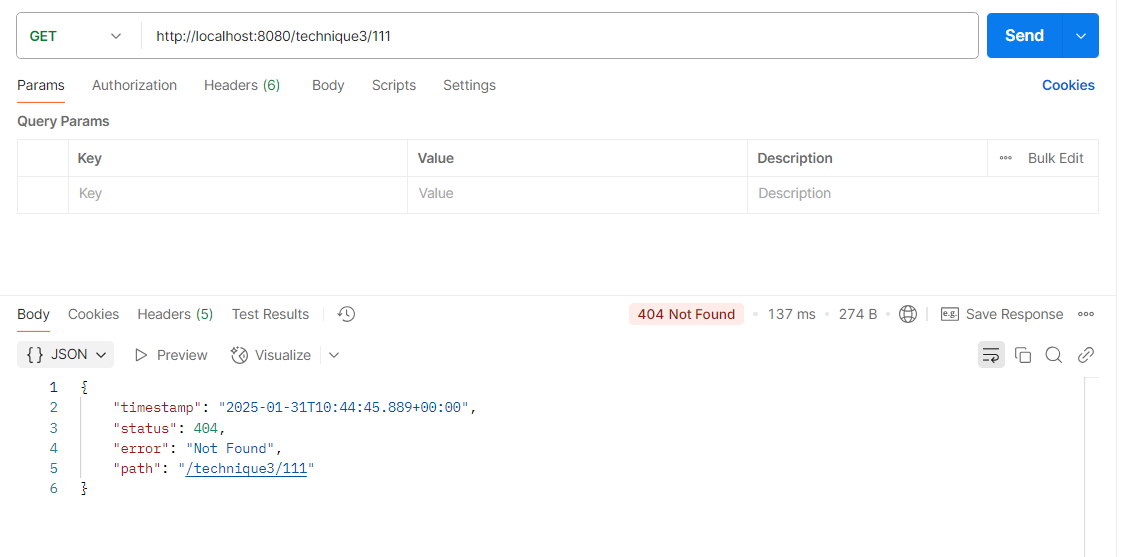 GET http://localhost:8080/technique3/111 Send
Params Authorization Headers (6) Body Scripts Settings Cookies
Query Params
Key Value Description Bulk Edit
Key Value Description
Body Cookies Headers (5) Test Results 404 Not Found 137 ms 274 B e.g. Save Response
{} JSON Preview Visualize
1 {
2 "timestamp": "2025-01-31T10:44:45.889+00:00",
3 "status": 404,
4 "error": "Not Found",
5 "path": "/technique3/111"
6 }